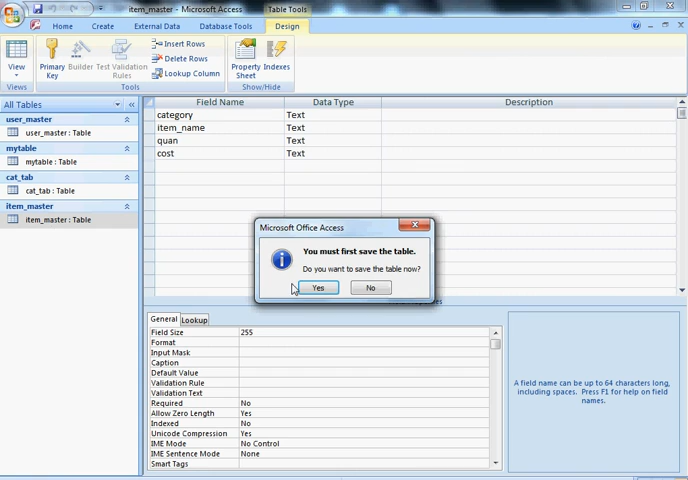 item_master - Microsoft Access
Table Tools
Home
Create
External Data
Database Tools
Design
View
Primary Key
Builder
Test Validation Rules
Insert Rows
Delete Rows
Lookup Column
Property Sheet
Indexes
Views
Tools
Show/Hide
All Tables
user_master
user_master : Table
mytable
mytable : Table
cat_tab
cat_tab : Table
item_master
item_master : Table
Field Name
Data Type
Description
category
Text
item_name
Text
quan
Text
cost
Text
Microsoft Office Access
You must first save the table.
Do you want to save the table now?
Yes
No
General
Lookup
Field Size
255
Format
Input Mask
Caption
Default Value
Validation Rule
Validation Text
Required
No
Allow Zero Length
Yes
Indexed
No
Unicode Compression
Yes
IME Mode
No Control
IME Sentence Mode
None
Smart Tags
A field name can be up to 64 characters long,
including spaces. Press F1 for help on field
names.